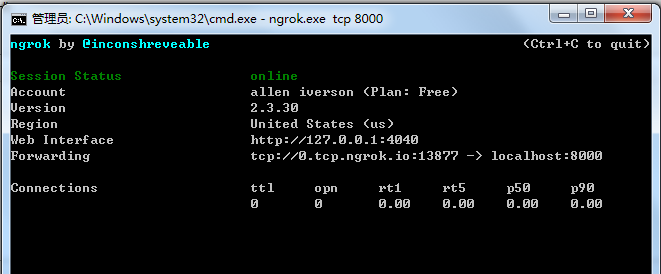 管理员: C:\Windows\system32\cmd.exe - ngrok.exe  tcp 8000
ngrok by @inconshreveable (Ctrl+C to quit)
Session Status online
Account allen iverson (Plan: Free)
Version 2.3.30
Region United States (us)
Web Interface http://127.0.0.1:4040
Forwarding tcp://0.tcp.ngrok.io:13877 -> localhost:8000
Connections ttl opn rt1 rt5 p50 p90
0 0 0.00 0.00 0.00 0.00